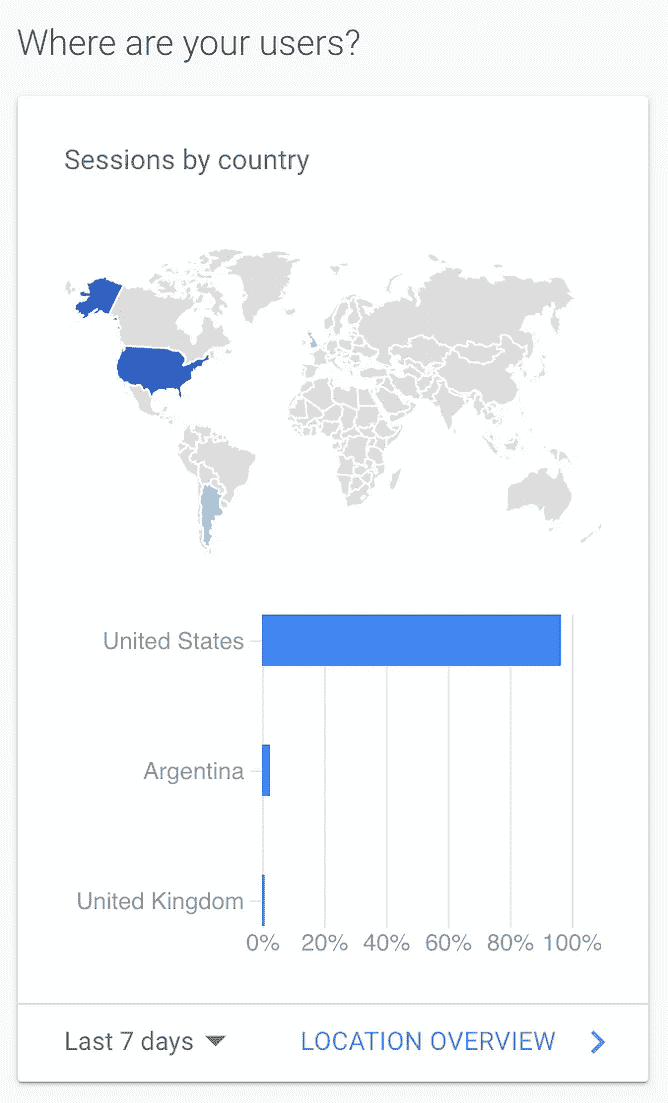 Where are your users?
Sessions by country
United States
Argentina
United Kingdom
0% 20% 40% 60% 80% 100%
Last 7 days LOCATION OVERVIEW